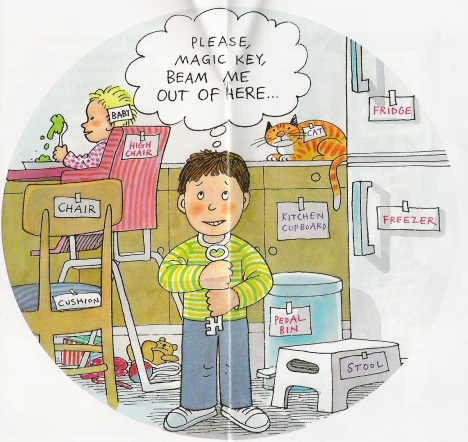 PLEASE,
MAGIC KEY,
BEAM ME
OUT OF HERE...
BABY
HIGH
CHAIR
CAT
FRIDGE
CHAIR
KITCHEN
CUPBOARD
FREEZER
CUSHION
PEDAL
BIN
STOOL